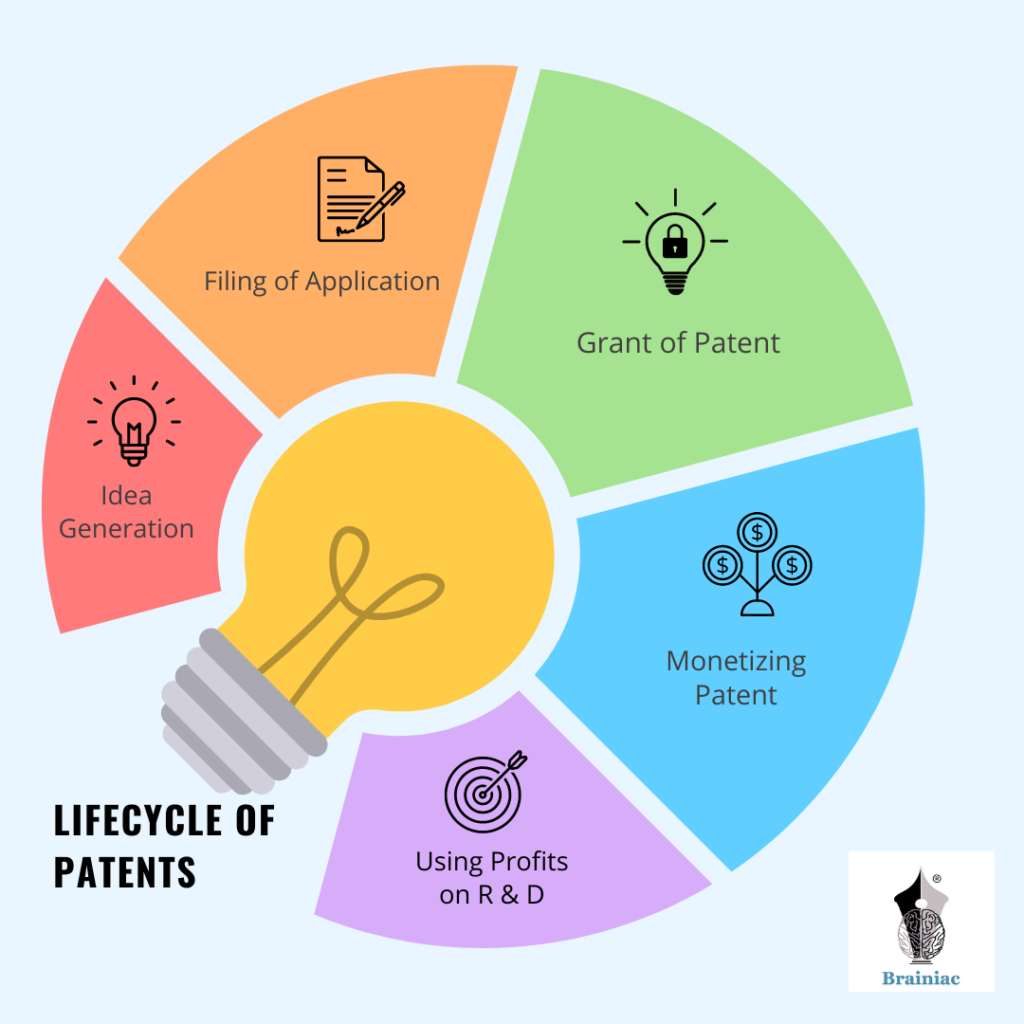 Filing of Application
Grant of Patent
Idea
Generation
Monetizing
Patent
Using Profits
on R & D
LIFECYCLE OF
PATENTS
®
Brainiac